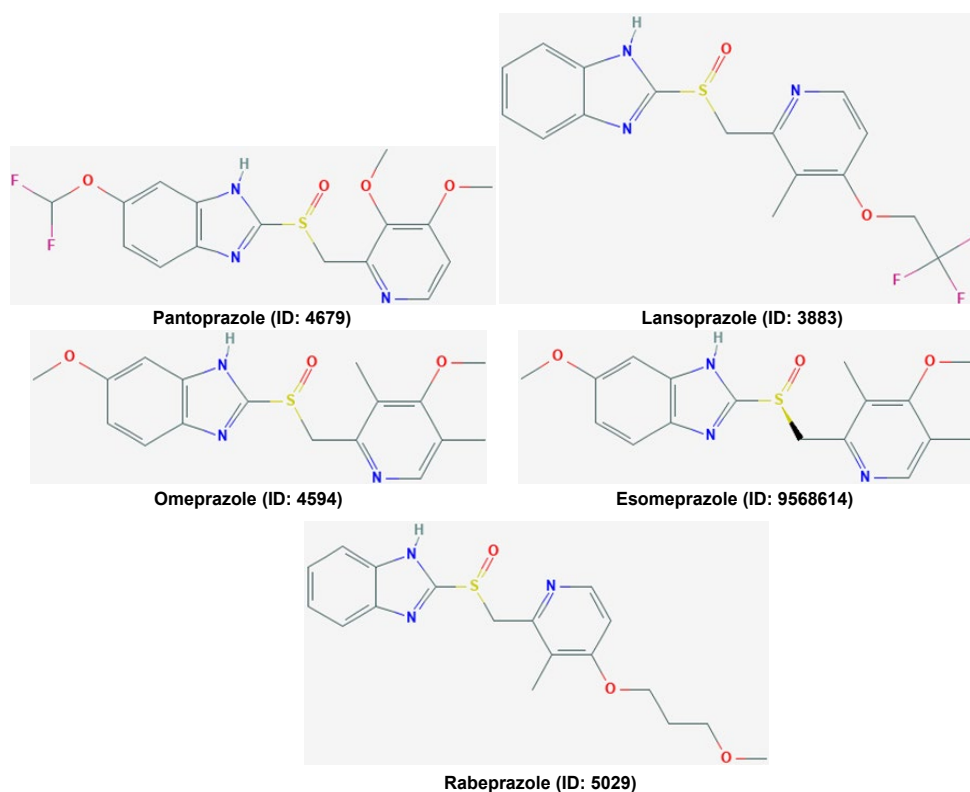 Pantoprazole (ID: 4679)
Lansoprazole (ID: 3883)
Omeprazole (ID: 4594)
Esomeprazole (ID: 9568614)
Rabeprazole (ID: 5029)